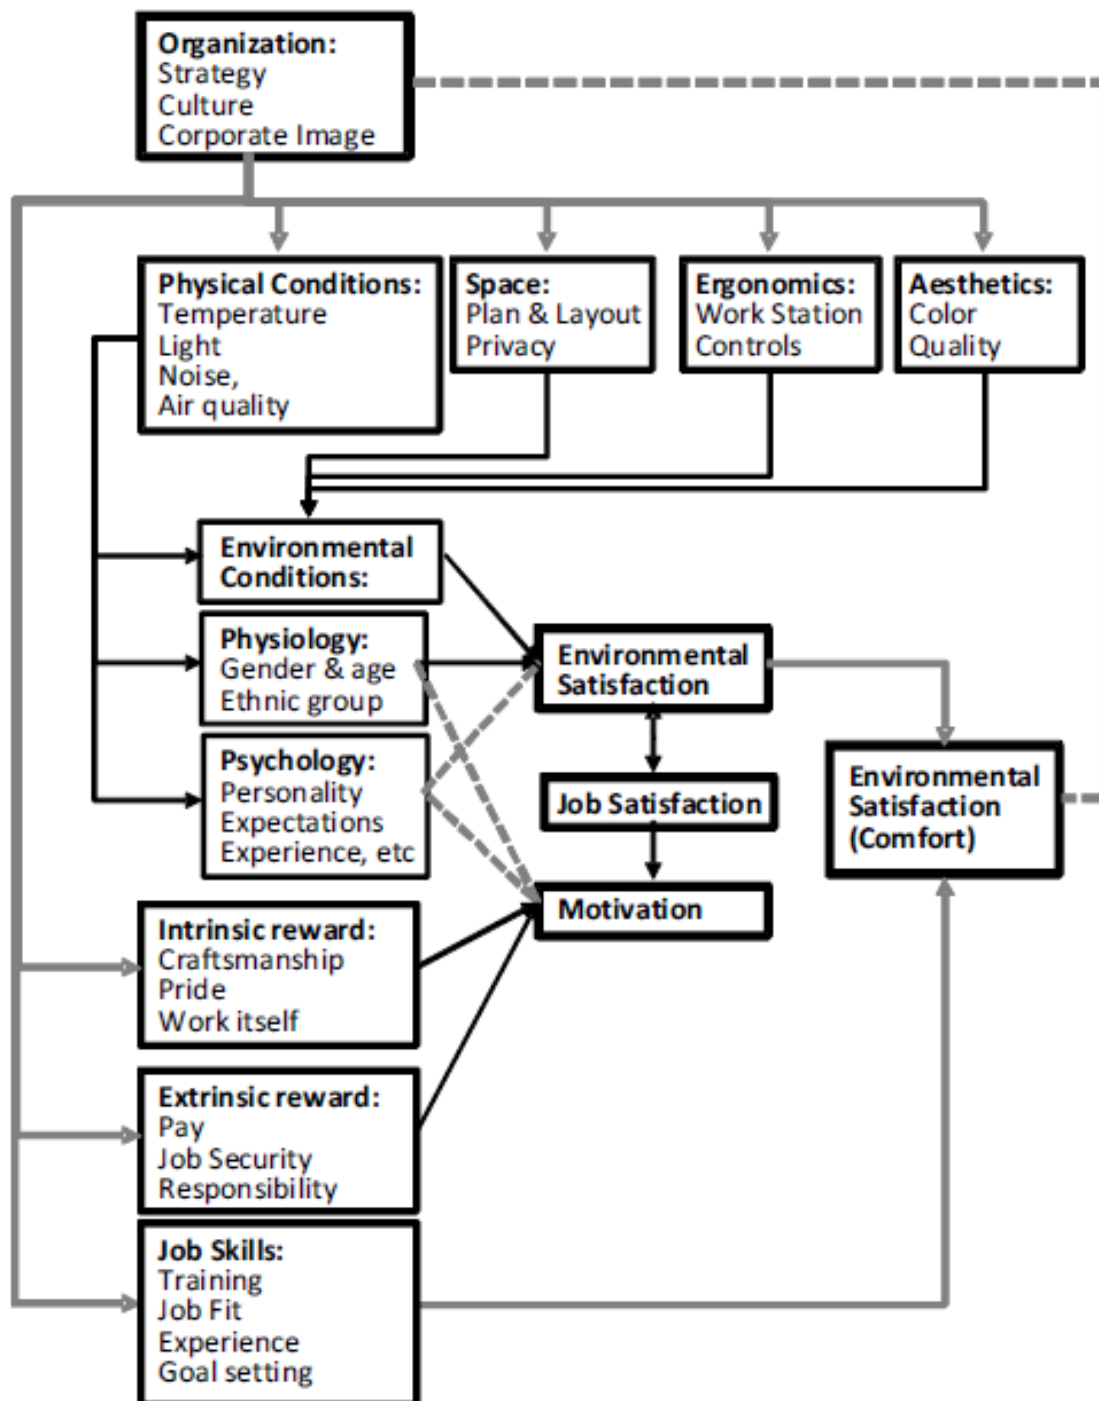 Organization:
Strategy
Culture
Corporate Image
Physical Conditions:
Temperature
Light
Noise,
Air quality
Space:
Plan & Layout
Privacy
Ergonomics:
Work Station
Controls
Aesthetics:
Color
Quality
Environmental
Conditions:
Physiology:
Gender & age
Ethnic group
Psychology:
Personality
Expectations
Experience, etc
Environmental
Satisfaction
Job Satisfaction
Motivation
Environmental
Satisfaction
(Comfort)
Intrinsic reward:
Craftsmanship
Pride
Work itself
Extrinsic reward:
Pay
Job Security
Responsibility
Job Skills:
Training
Job Fit
Experience
Goal setting